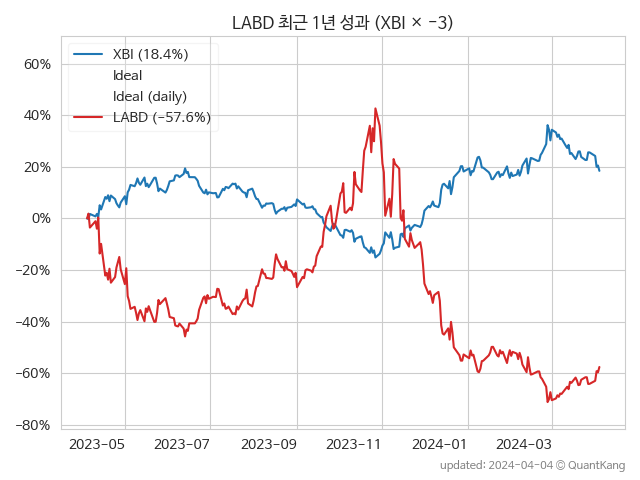 LABD 최근 1년 성과 (XBI × −3)
XBI (18.4%)
Ideal
Ideal (daily)
LABD (−57.6%)
60%
40%
20%
0%
−20%
−40%
−60%
−80%
2023-05 2023-07 2023-09 2023-11 2024-01 2024-03
updated: 2024-04-04 © QuantKang